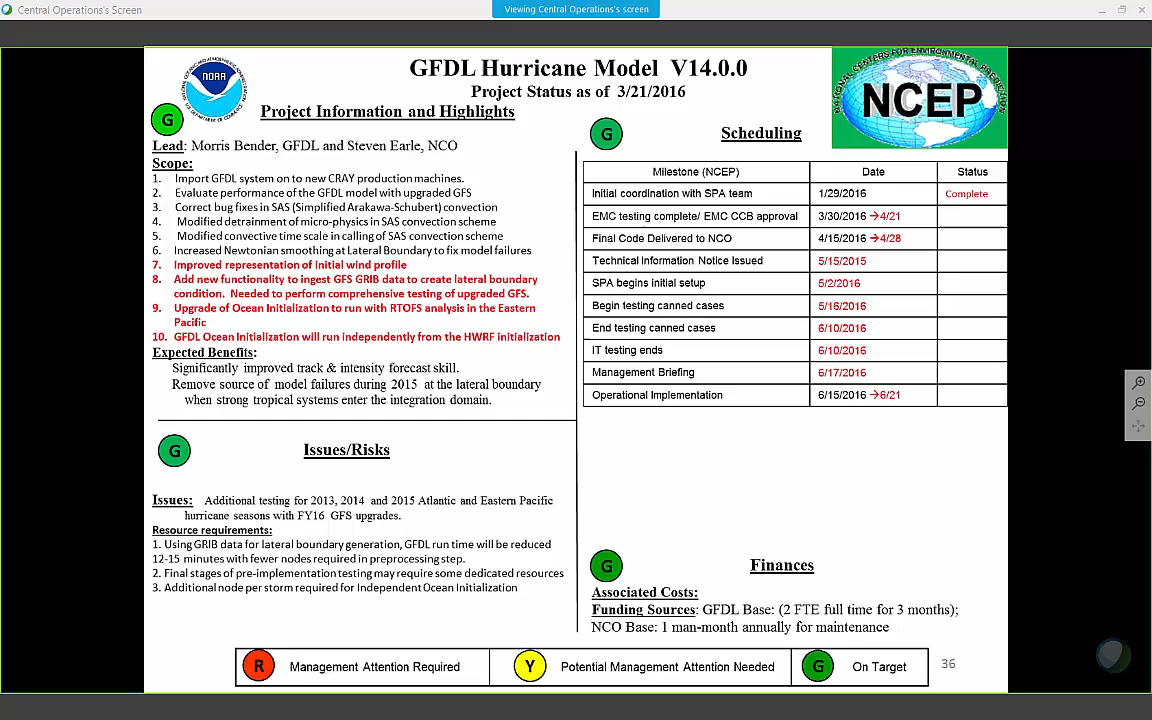 Central Operations's Screen
Viewing Central Operations's screen
GFDL Hurricane Model V14.0.0
Project Status as of 3/21/2016
NOAA
NATIONAL CENTERS FOR ENVIRONMENTAL PREDICTION
NCEP
G
Project Information and Highlights
Lead: Morris Bender, GFDL and Steven Earle, NCO
Scope:
1. Import GFDL system on to new CRAY production machines.
2. Evaluate performance of the GFDL model with upgraded GFS
3. Correct bug fixes in SAS (Simplified Arakawa-Schubert) convection
4. Modified detrainment of micro-physics in SAS convection scheme
5. Modified convective time scale in calling of SAS convection scheme
6. Increased Newtonian smoothing at Lateral Boundary to fix model failures
7. Improved representation of initial wind profile
8. Add new functionality to ingest GFS GRIB data to create lateral boundary
condition. Needed to perform comprehensive testing of upgraded GFS.
9. Upgrade of Ocean Initialization to run with RTOFS analysis in the Eastern
Pacific
10. GFDL Ocean Initialization will run independently from the HWRF initialization
Expected Benefits:
Significantly improved track & intensity forecast skill.
Remove source of model failures during 2015 at the lateral boundary
when strong tropical systems enter the integration domain.
G
Scheduling
Milestone (NCEP) Date Status
Initial coordination with SPA team 1/29/2016 Complete
EMC testing complete/ EMC CCB approval 3/30/2016 →4/21
Final Code Delivered to NCO 4/15/2016 →4/28
Technical Information Notice Issued 5/15/2015
SPA begins initial setup 5/2/2016
Begin testing canned cases 5/16/2016
End testing canned cases 6/10/2016
IT testing ends 6/10/2016
Management Briefing 6/17/2016
Operational Implementation 6/15/2016 →6/21
G
Issues/Risks
Issues: Additional testing for 2013, 2014 and 2015 Atlantic and Eastern Pacific
hurricane seasons with FY16 GFS upgrades.
Resource requirements:
1. Using GRIB data for lateral boundary generation, GFDL run time will be reduced
12-15 minutes with fewer nodes required in preprocessing step.
2. Final stages of pre-implementation testing may require some dedicated resources
3. Additional node per storm required for Independent Ocean Initialization
G
Finances
Associated Costs:
Funding Sources: GFDL Base: (2 FTE full time for 3 months);
NCO Base: 1 man-month annually for maintenance
R Management Attention Required
Y Potential Management Attention Needed
G On Target
36